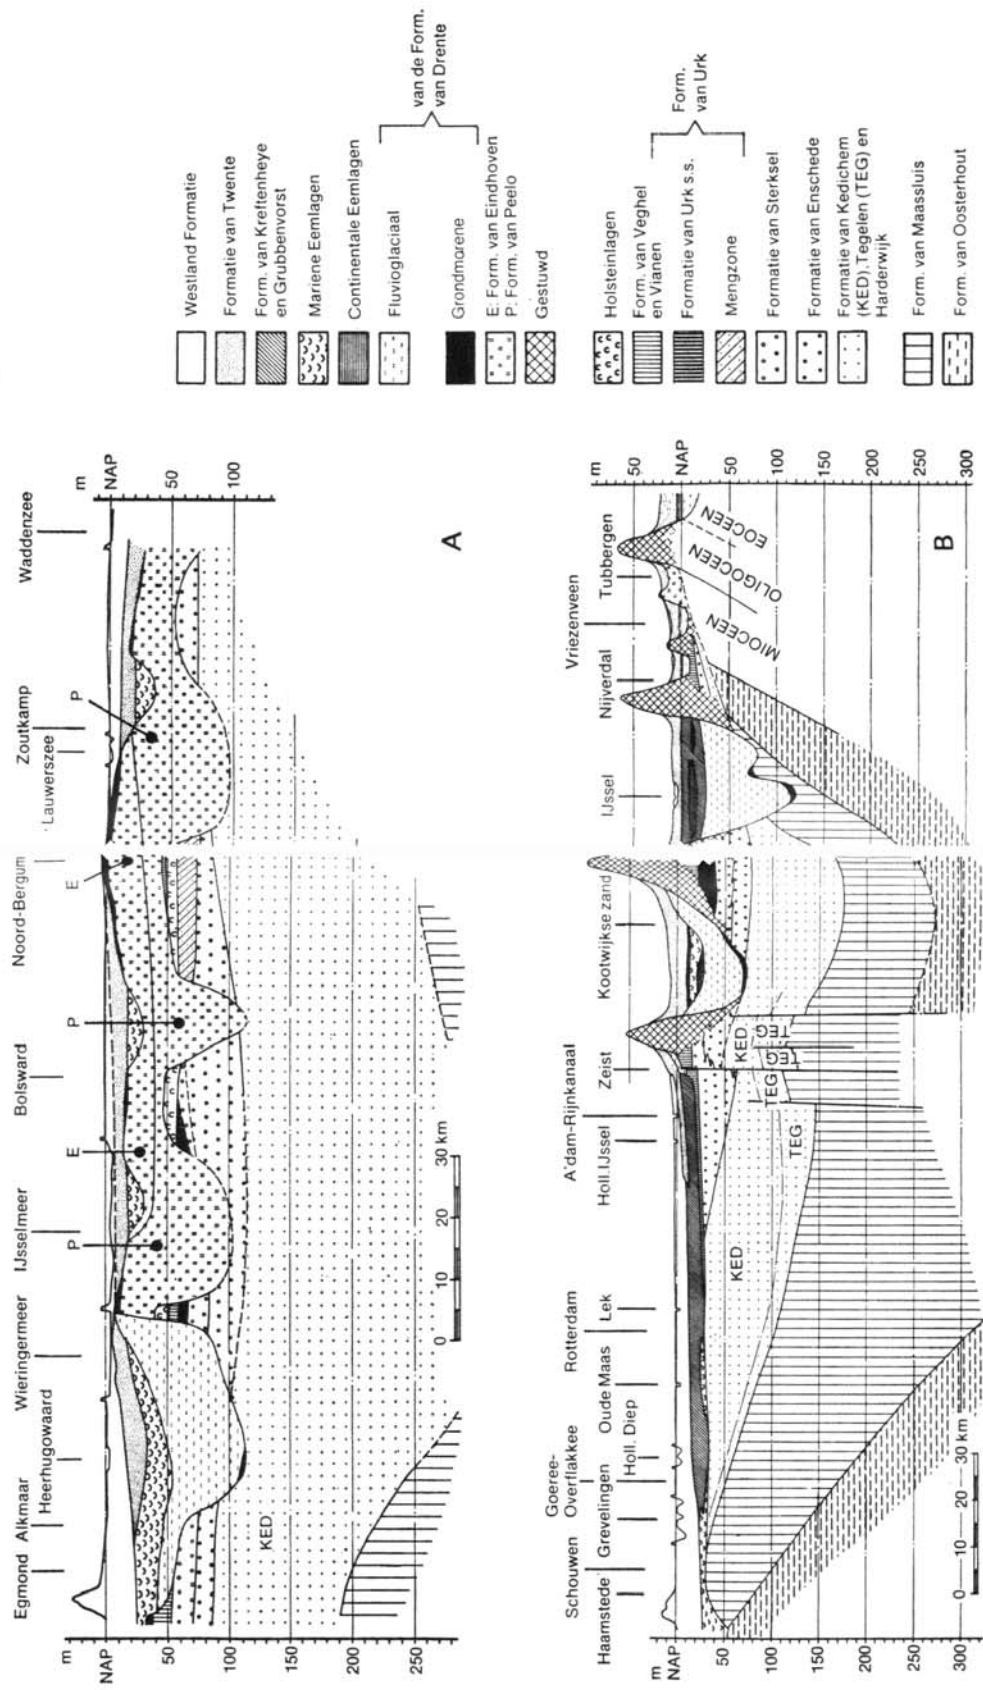 Egmond
Alkmaar
Heerhugowaard
Wieringermeer
IJsselmeer
Bolsward
Noord-Bergum
Lauwerszee
Zoutkamp
Waddenzee
m
NAP
50
100
150
200
250
m
NAP
50
100
P
E
P
E
P
KED
0 10 20 30 km
A
Haamstede
Schouwen
Grevelingen
Goeree-
Overflakkee
Holl. Diep
Oude Maas
Rotterdam
Lek
Holl. IJssel
A'dam-Rijnkanaal
Zeist
Kootwijkse zand
IJssel
Nijverdal
Vriezenveen
Tubbergen
m
NAP
50
100
150
200
250
300
m
50
NAP
50
100
150
200
250
300
KED
TEG
TEG
KED
TEG
TEG
MIOCEEN
OLIGOCEEN
EOCEEN
0 10 20 30 km
B
Westland Formatie
Formatie van Twente
Form. van Kreftenheye
en Grubbenvorst
Mariene Eemlagen
Continentale Eemlagen
Fluvioglaciaal
Grondmarene
van de Form.
van Drente
E: Form. van Eindhoven
P: Form. van Peelo
Gestuwd
Holsteinlagen
Form. van Veghel
en Vianen
Formatie van Urk s.s.
Mengzone
Form.
van Urk
Formatie van Sterksel
Formatie van Enschede
Formatie van Kedichem
(KED), Tegelen (TEG) en
Harderwijk
Form. van Maassluis
Form. van Oosterhout